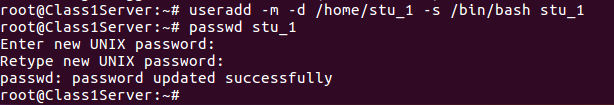 root@Class1Server:~# useradd -m -d /home/stu_1 -s /bin/bash stu_1
root@Class1Server:~# passwd stu_1
Enter new UNIX password:
Retype new UNIX password:
passwd: password updated successfully
root@Class1Server:~#